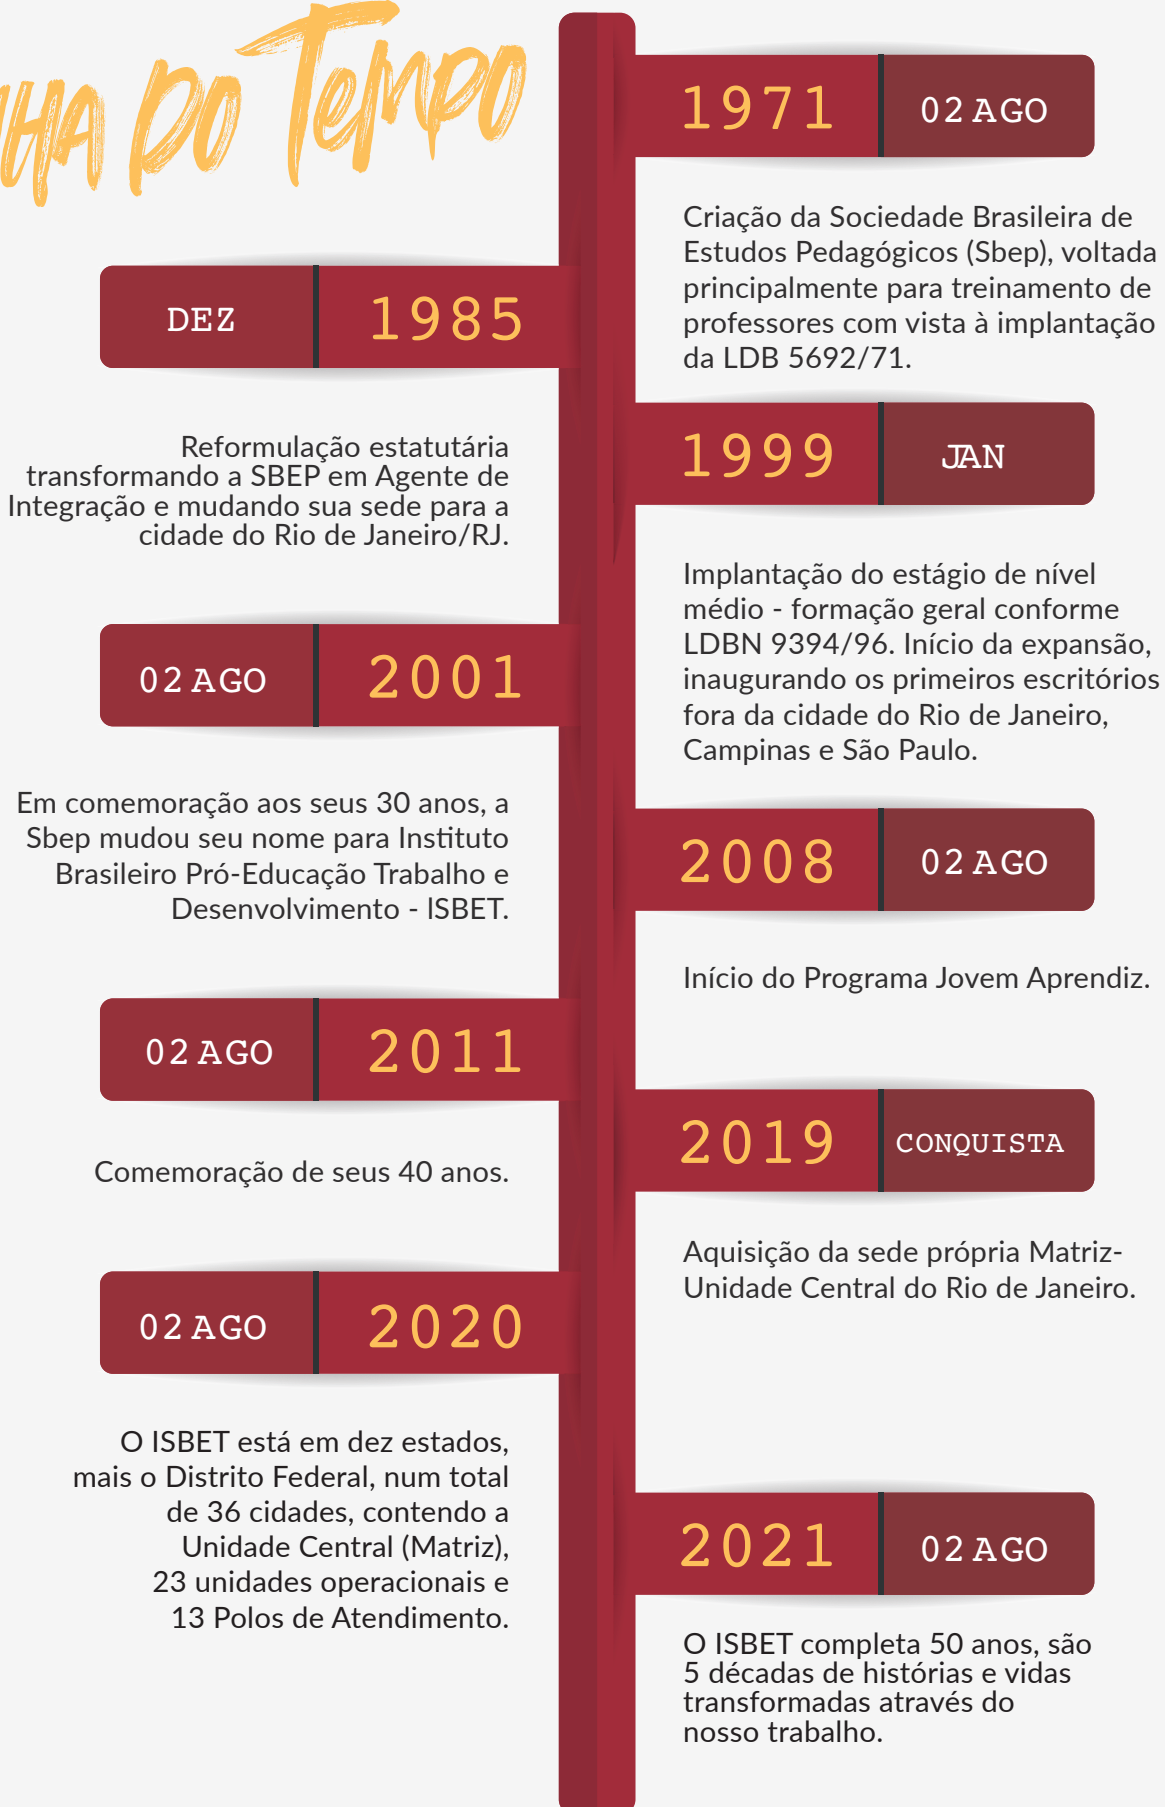 DO Tempo
1971 02 AGO
Criação da Sociedade Brasileira de
Estudos Pedagógicos (Sbep), voltada
principalmente para treinamento de
professores com vista à implantação
da LDB 5692/71.
DEZ 1985
Reformulação estatutária
transformando a SBEP em Agente de
Integração e mudando sua sede para a
cidade do Rio de Janeiro/RJ.
1999 JAN
Implantação do estágio de nível
médio - formação geral conforme
LDBN 9394/96. Início da expansão,
inaugurando os primeiros escritórios
fora da cidade do Rio de Janeiro,
Campinas e São Paulo.
02 AGO 2001
Em comemoração aos seus 30 anos, a
Sbep mudou seu nome para Instituto
Brasileiro Pró-Educação Trabalho e
Desenvolvimento - lSBET.
2008 02 AGO
Início do Programa Jovem Aprendiz.
02 AGO 2011
Comemoração de seus 40 anos.
2019 CONQUISTA
Aquisição da sede própria Matriz-
Unidade Central do Rio de Janeiro.
02 AGO 2020
O ISBET está em dez estados,
mais o Distrito Federal, num total
de 36 cidades, contendo a
Unidade Central (Matriz),
23 unidades operacionais e
13 Polos de Atendimento.
2021 02 AGO
O ISBET completa 50 anos, são
5 décadas de histórias e vidas
transformadas através do
nosso trabalho.